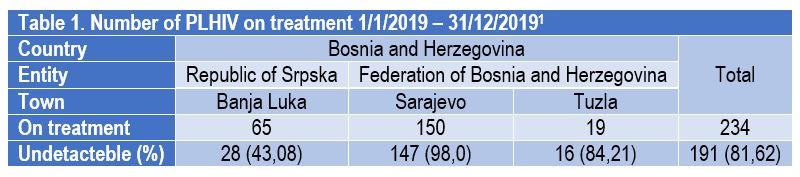 Table 1. Number of PLHIV on treatment 1/1/2019 – 31/12/2019¹
Country Bosnia and Herzegovina
Entity Republic of Srpska Federation of Bosnia and Herzegovina Total
Town Banja Luka Sarajevo Tuzla
On treatment 65 150 19 234
Undetacteble (%) 28 (43,08) 147 (98,0) 16 (84,21) 191 (81,62)